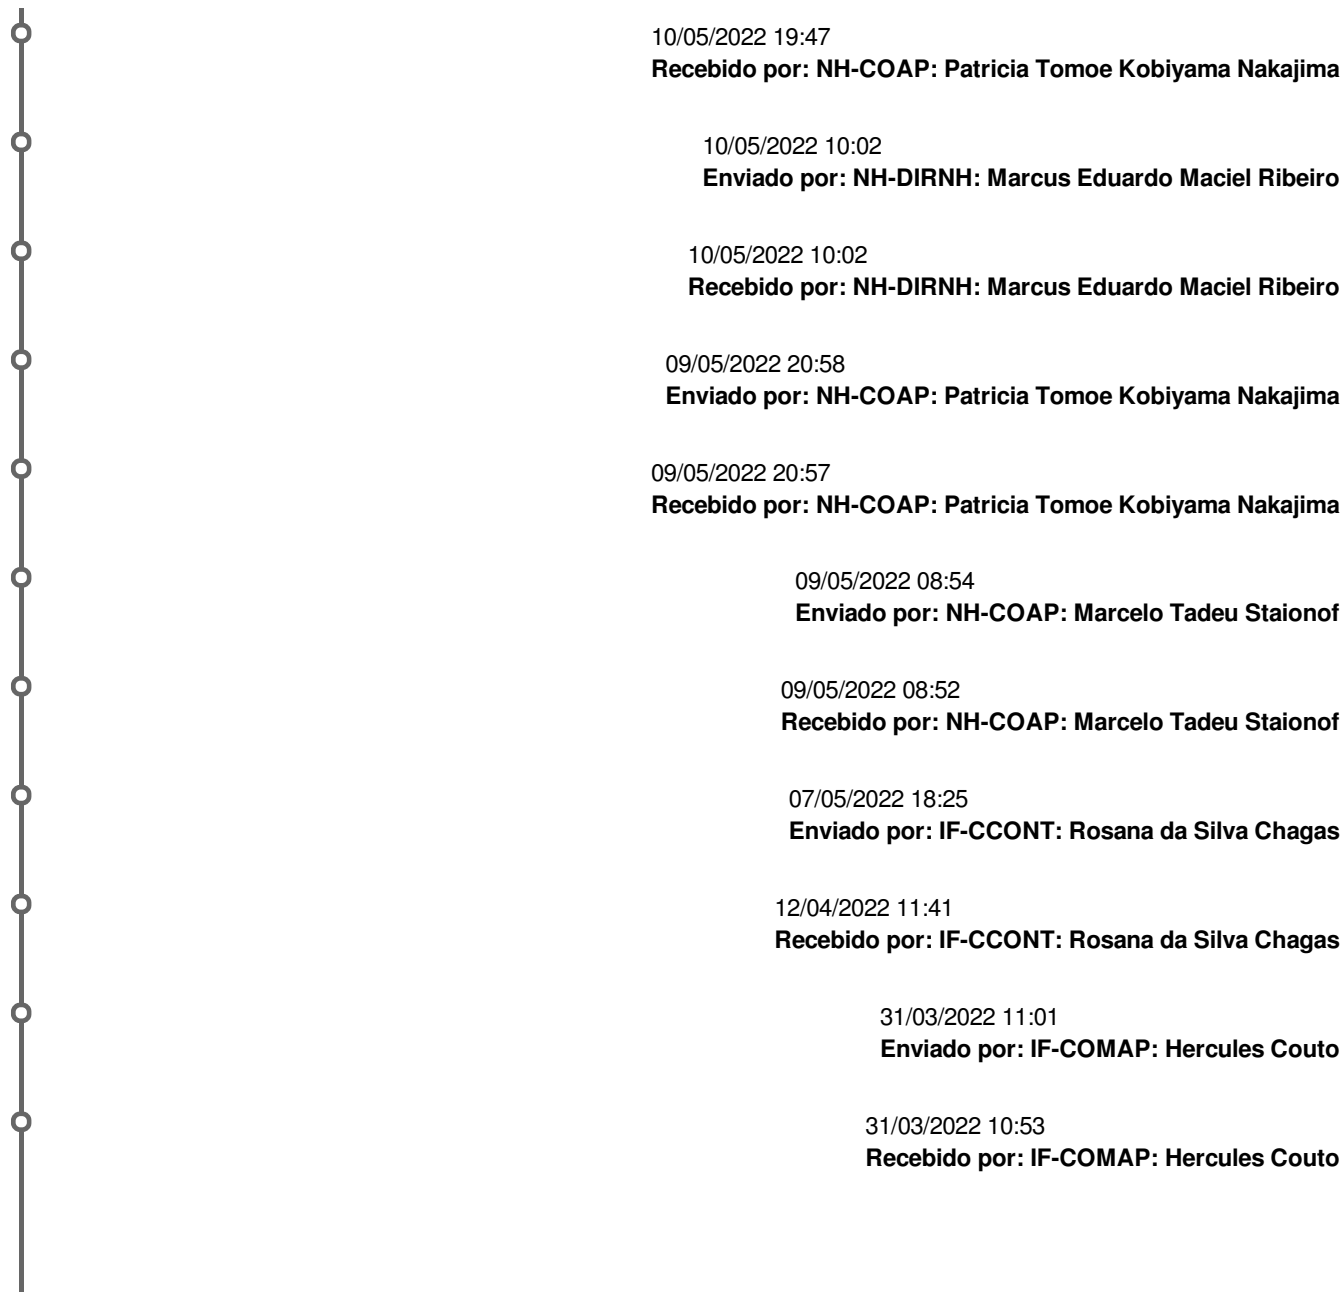 10/05/2022 19:47
Recebido por: NH-COAP: Patricia Tomoe Kobiyama Nakajima
10/05/2022 10:02
Enviado por: NH-DIRNH: Marcus Eduardo Maciel Ribeiro
10/05/2022 10:02
Recebido por: NH-DIRNH: Marcus Eduardo Maciel Ribeiro
09/05/2022 20:58
Enviado por: NH-COAP: Patricia Tomoe Kobiyama Nakajima
09/05/2022 20:57
Recebido por: NH-COAP: Patricia Tomoe Kobiyama Nakajima
09/05/2022 08:54
Enviado por: NH-COAP: Marcelo Tadeu Staionof
09/05/2022 08:52
Recebido por: NH-COAP: Marcelo Tadeu Staionof
07/05/2022 18:25
Enviado por: IF-CCONT: Rosana da Silva Chagas
12/04/2022 11:41
Recebido por: IF-CCONT: Rosana da Silva Chagas
31/03/2022 11:01
Enviado por: IF-COMAP: Hercules Couto
31/03/2022 10:53
Recebido por: IF-COMAP: Hercules Couto